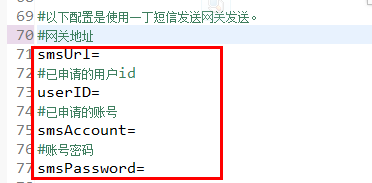 69 #以下配置是使用一丁短信发送网关发送。
70 #网关地址
71 smsUrl=
72 #已申请的用户id
73 userID=
74 #已申请的账号
75 smsAccount=
76 #账号密码
77 smsPassword=